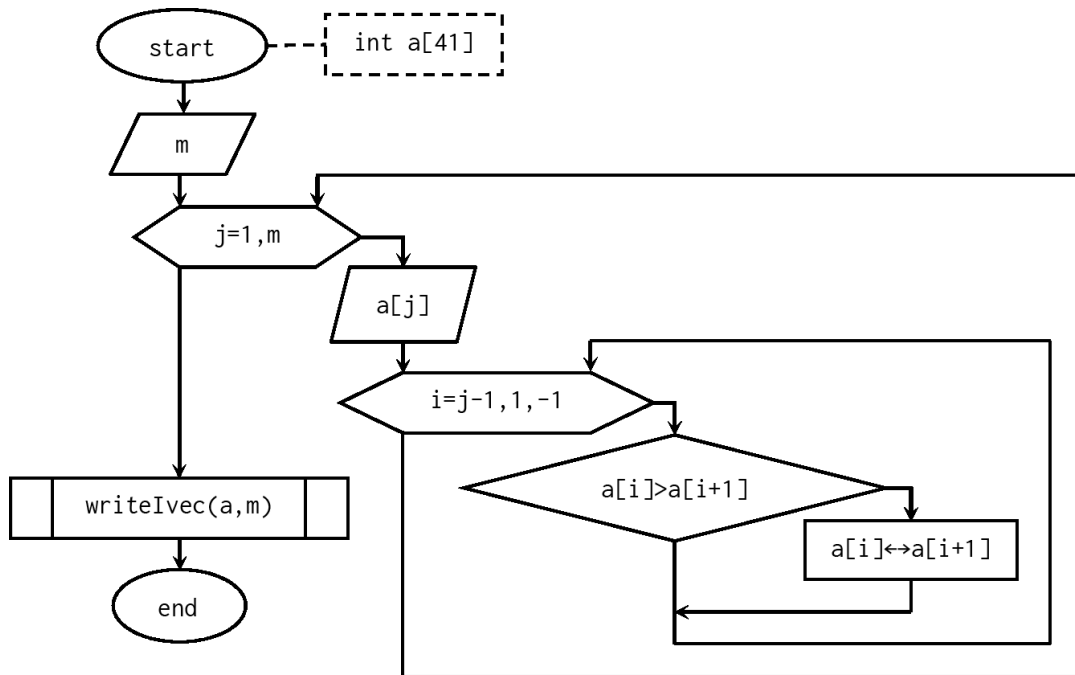 start
int a[41]
m
j=1,m
a[j]
i=j-1,1,-1
a[i]>a[i+1]
writeIvec(a,m)
a[i]↔a[i+1]
end